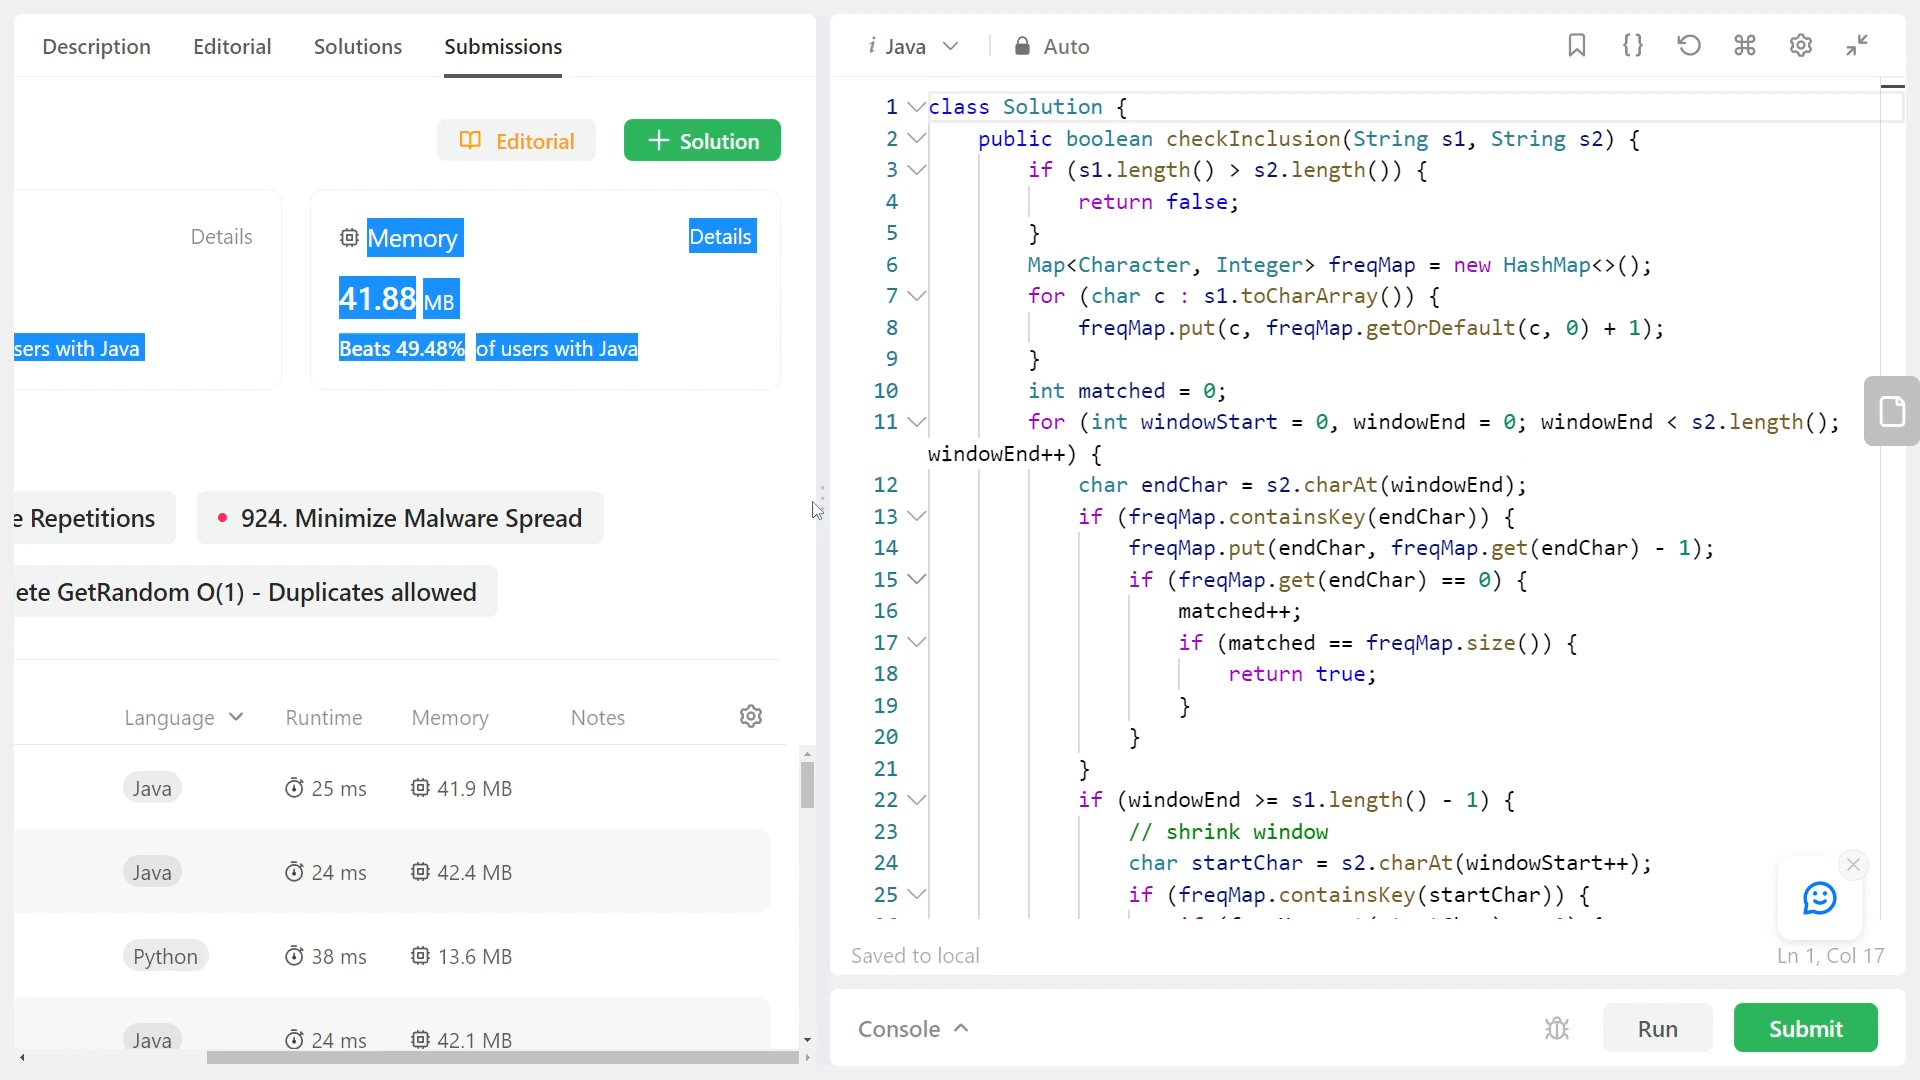 Description Editorial Solutions Submissions
Editorial + Solution
Details
sers with Java
Memory Details
41.88 MB
Beats 49.48% of users with Java
e Repetitions
924. Minimize Malware Spread
ete GetRandom O(1) - Duplicates allowed
Language Runtime Memory Notes
Java 25 ms 41.9 MB
Java 24 ms 42.4 MB
Python 38 ms 13.6 MB
Java 24 ms 42.1 MB
i Java Auto
1 class Solution {
2 public boolean checkInclusion(String s1, String s2) {
3 if (s1.length() > s2.length()) {
4 return false;
5 }
6 Map<Character, Integer> freqMap = new HashMap<>();
7 for (char c : s1.toCharArray()) {
8 freqMap.put(c, freqMap.getOrDefault(c, 0) + 1);
9 }
10 int matched = 0;
11 for (int windowStart = 0, windowEnd = 0; windowEnd < s2.length();
windowEnd++) {
12 char endChar = s2.charAt(windowEnd);
13 if (freqMap.containsKey(endChar)) {
14 freqMap.put(endChar, freqMap.get(endChar) - 1);
15 if (freqMap.get(endChar) == 0) {
16 matched++;
17 if (matched == freqMap.size()) {
18 return true;
19 }
20 }
21 }
22 if (windowEnd >= s1.length() - 1) {
23 // shrink window
24 char startChar = s2.charAt(windowStart++);
25 if (freqMap.containsKey(startChar)) {
Saved to local
Ln 1, Col 17
Console
Run
Submit